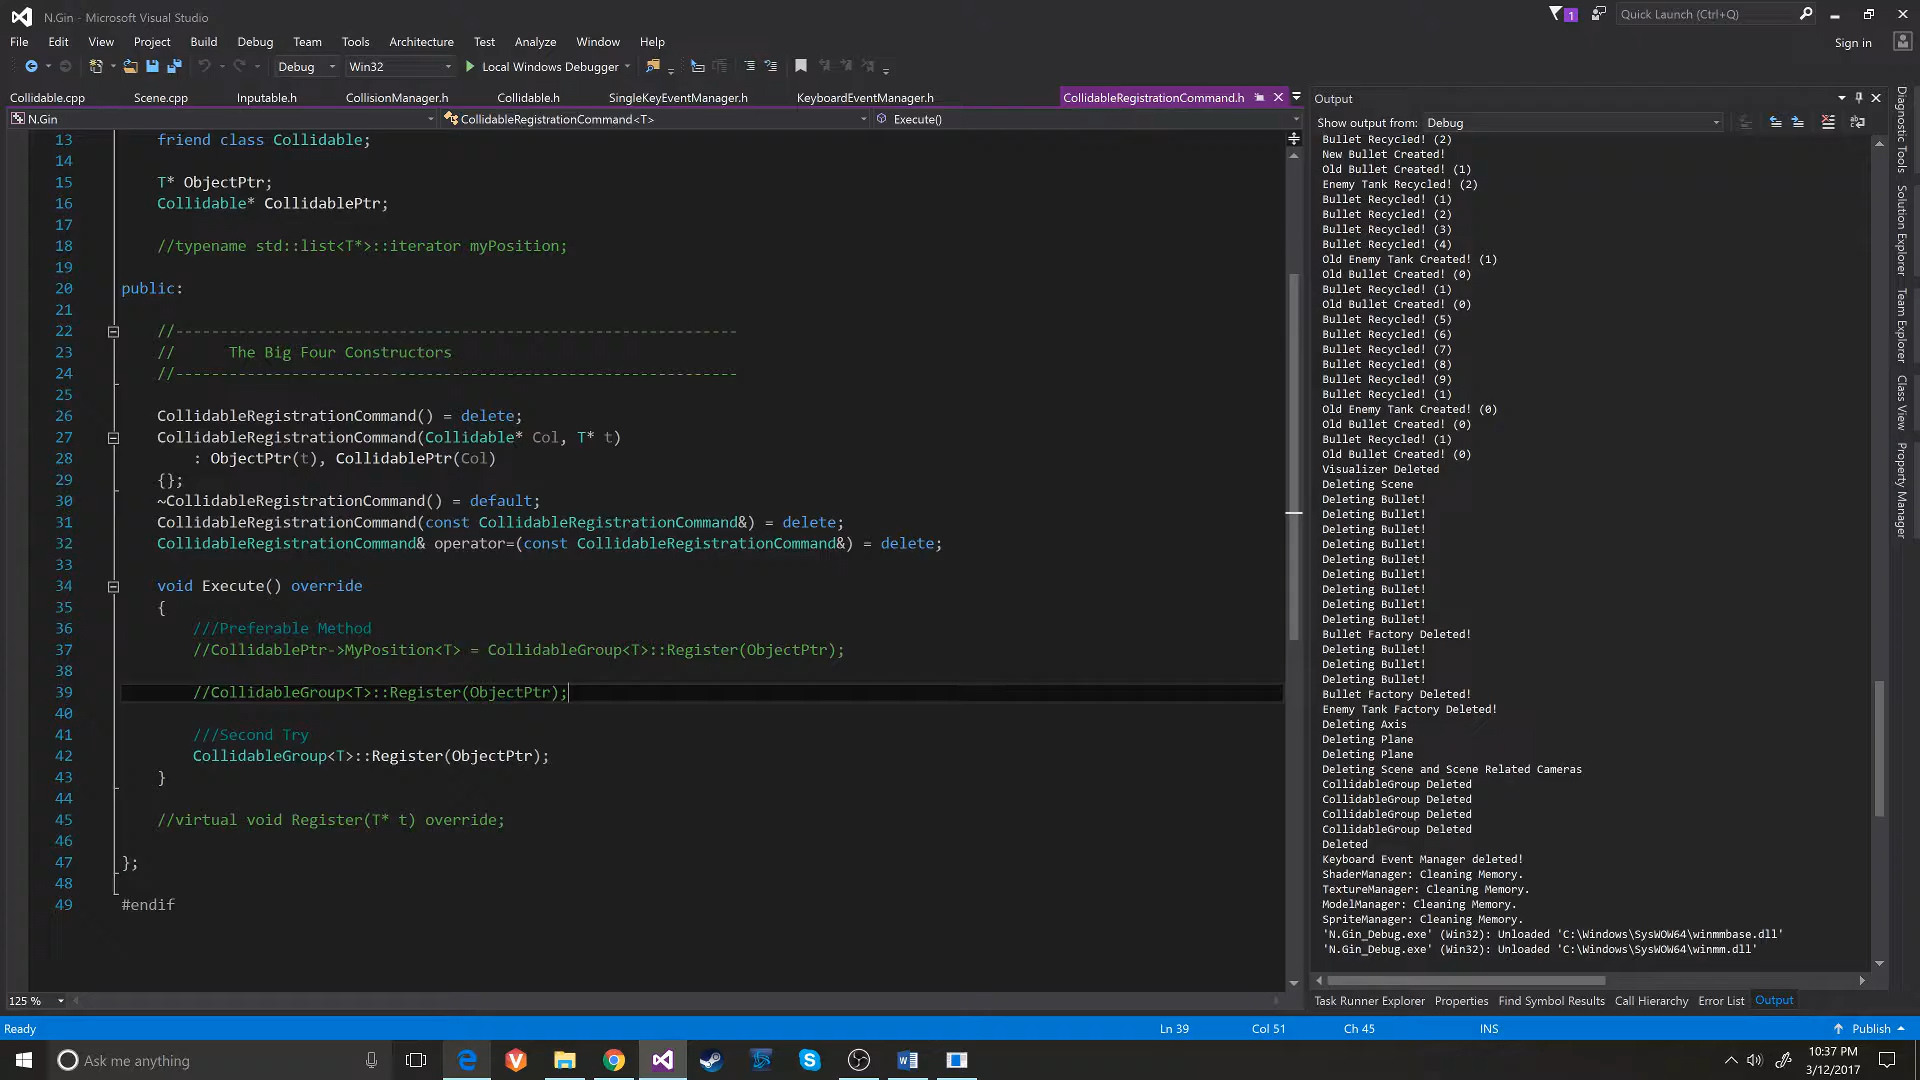 N.Gin - Microsoft Visual Studio
1
Quick Launch (Ctrl+Q)
File Edit View Project Build Debug Team Tools Architecture Test Analyze Window Help
Sign in
Debug Win32 Local Windows Debugger
Collidable.cpp Scene.cpp Inputable.h CollisionManager.h Collidable.h SingleKeyEventManager.h KeyboardEventManager.h CollidableRegistrationCommand.h
N.Gin CollidableRegistrationCommand<T> Execute()
13 friend class Collidable;
14
15 T* ObjectPtr;
16 Collidable* CollidablePtr;
17
18 //typename std::list<T*>::iterator myPosition;
19
20 public:
21
22 //---------------------------------------------------------------
23 // The Big Four Constructors
24 //---------------------------------------------------------------
25
26 CollidableRegistrationCommand() = delete;
27 CollidableRegistrationCommand(Collidable* Col, T* t)
28 : ObjectPtr(t), CollidablePtr(Col)
29 {};
30 ~CollidableRegistrationCommand() = default;
31 CollidableRegistrationCommand(const CollidableRegistrationCommand&) = delete;
32 CollidableRegistrationCommand& operator=(const CollidableRegistrationCommand&) = delete;
33
34 void Execute() override
35 {
36 ///Preferable Method
37 //CollidablePtr->MyPosition<T> = CollidableGroup<T>::Register(ObjectPtr);
38
39 //CollidableGroup<T>::Register(ObjectPtr);
40
41 ///Second Try
42 CollidableGroup<T>::Register(ObjectPtr);
43 }
44
45 //virtual void Register(T* t) override;
46
47 };
48
49 #endif
125 %
Output
Show output from: Debug
Bullet Recycled! (2)
New Bullet Created!
Old Bullet Created! (1)
Enemy Tank Recycled! (2)
Bullet Recycled! (1)
Bullet Recycled! (2)
Bullet Recycled! (3)
Bullet Recycled! (4)
Old Enemy Tank Created! (1)
Old Bullet Created! (0)
Bullet Recycled! (1)
Old Bullet Created! (0)
Bullet Recycled! (5)
Bullet Recycled! (6)
Bullet Recycled! (7)
Bullet Recycled! (8)
Bullet Recycled! (9)
Bullet Recycled! (1)
Old Enemy Tank Created! (0)
Old Bullet Created! (0)
Bullet Recycled! (1)
Old Bullet Created! (0)
Visualizer Deleted
Deleting Scene
Deleting Bullet!
Deleting Bullet!
Deleting Bullet!
Deleting Bullet!
Deleting Bullet!
Deleting Bullet!
Deleting Bullet!
Deleting Bullet!
Deleting Bullet!
Bullet Factory Deleted!
Deleting Bullet!
Deleting Bullet!
Deleting Bullet!
Bullet Factory Deleted!
Enemy Tank Factory Deleted!
Deleting Axis
Deleting Plane
Deleting Plane
Deleting Scene and Scene Related Cameras
CollidableGroup Deleted
CollidableGroup Deleted
CollidableGroup Deleted
CollidableGroup Deleted
Deleted
Keyboard Event Manager deleted!
ShaderManager: Cleaning Memory.
TextureManager: Cleaning Memory.
ModelManager: Cleaning Memory.
SpriteManager: Cleaning Memory.
'N.Gin_Debug.exe' (Win32): Unloaded 'C:\Windows\SysWOW64\winmmbase.dll'
'N.Gin_Debug.exe' (Win32): Unloaded 'C:\Windows\SysWOW64\winmm.dll'
Task Runner Explorer Properties Find Symbol Results Call Hierarchy Error List Output
Diagnostic Tools
Solution Explorer
Team Explorer
Class View
Property Manager
Ready Ln 39 Col 51 Ch 45 INS Publish
Ask me anything
10:37 PM
3/12/2017